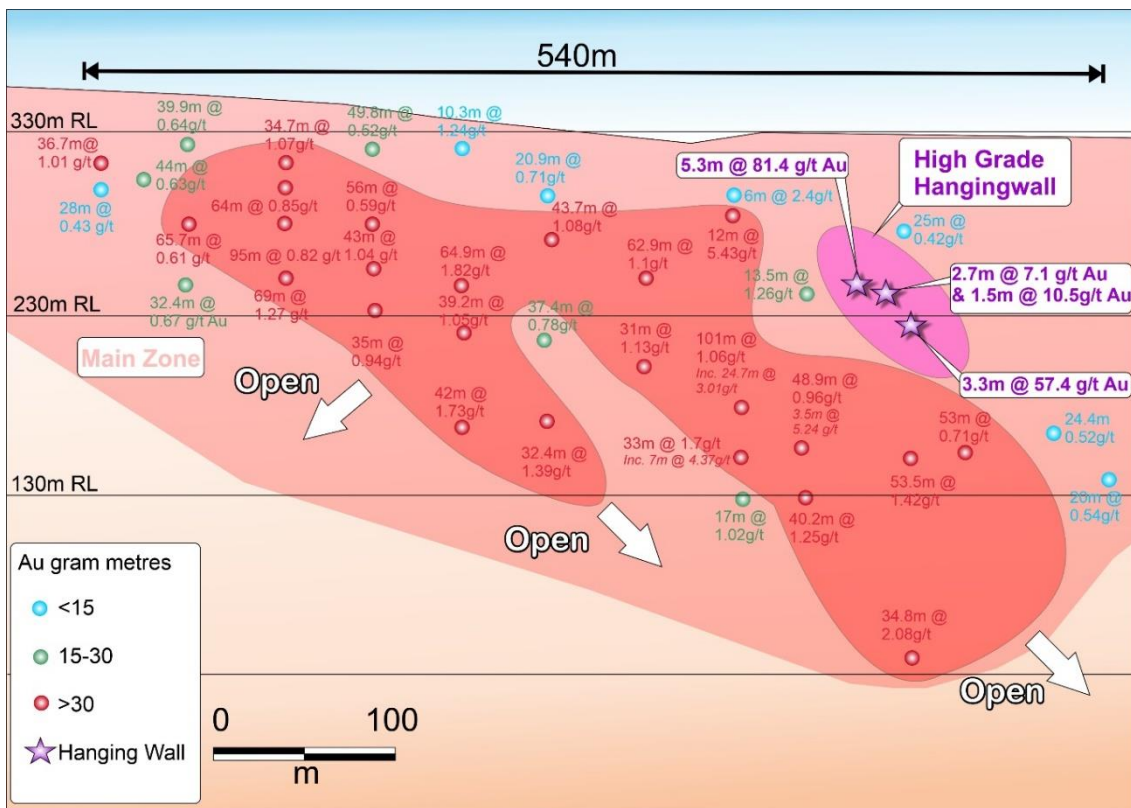 540m
330m RL
39.9m @
0.64g/t
34.7m @
1.07g/t
49.8m @
0.52g/t
10.3m @
1.24g/t
36.7m@
1.01 g/t
44m @
0.63g/t
20.9m @
0.71g/t
5.3m @ 81.4 g/t Au
High Grade
Hangingwall
6m @ 2.4g/t
28m @
0.43 g/t
64m @ 0.85g/t
56m @
0.59g/t
43.7m @
1.08g/t
12m @
5.43g/t
25m @
0.42g/t
65.7m @
0.61 g/t
95m @ 0.82 g/t
43m @
1.04 g/t
64.9m @
1.82g/t
62.9m @
1.1g/t
13.5m @
1.26g/t
2.7m @ 7.1 g/t Au
& 1.5m @ 10.5g/t Au
32.4m @
0.67 g/t Au
69m @
1.27 g/t
39.2m @
1.05g/t
37.4m @
0.78g/t
230m RL
Main Zone
35m @
0.94g/t
31m @
1.13g/t
101m @
1.06g/t
Inc. 24.7m @
3.01g/t
48.9m @
0.96g/t
3.5m @
5.24 g/t
3.3m @ 57.4 g/t Au
Open
42m @
1.73g/t
53m @
0.71g/t
24.4m
0.52g/t
32.4m @
1.39g/t
33m @ 1.7g/t
Inc. 7m @ 4.37g/t
53.5m @
1.42g/t
130m RL
20m @
0.54g/t
17m @
1.02g/t
40.2m @
1.25g/t
Open
34.8m @
2.08g/t
Open
Au gram metres
<15
15-30
>30
Hanging Wall
0
100
m